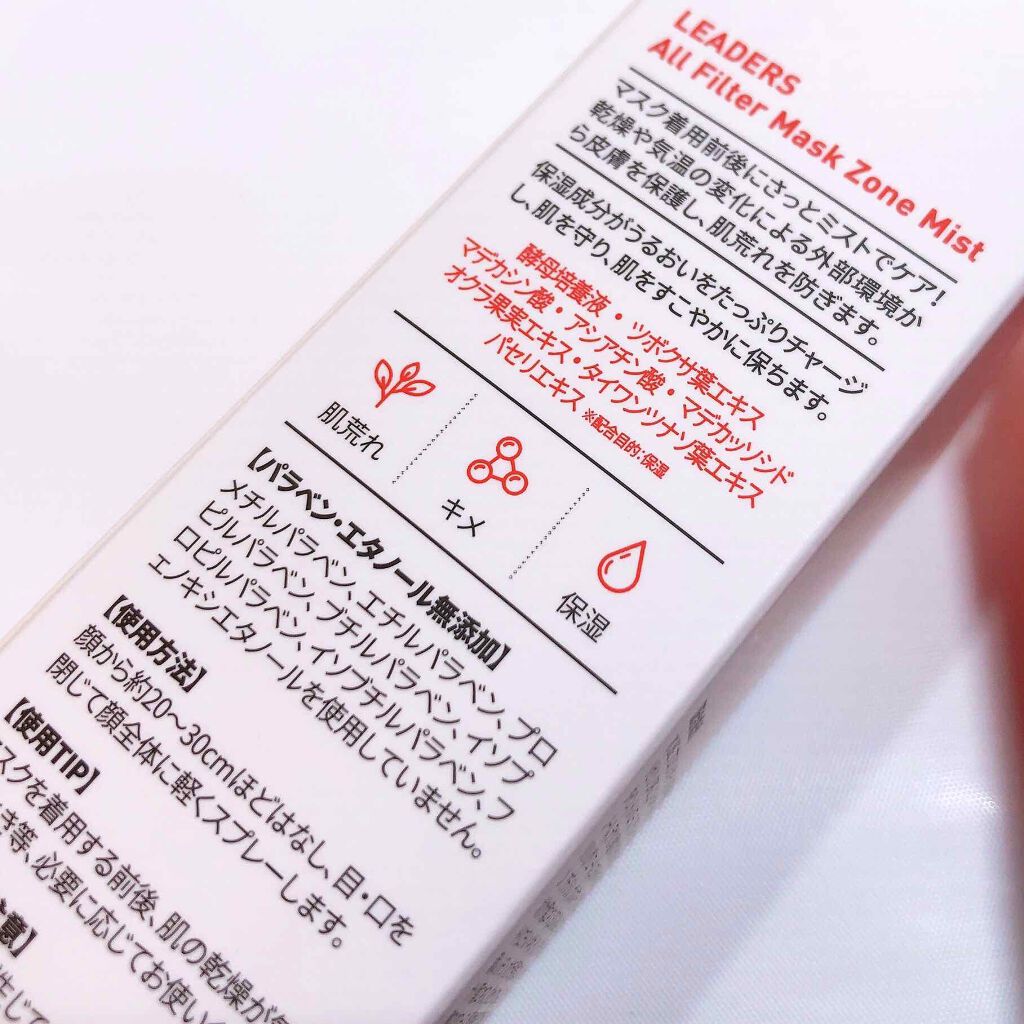 LEADERS
All Filter Mask Zone Mist
マスク着用前後にさっとミストでケア!
乾燥や気温の変化による外部環境か
ら皮膚を保護し、肌荒れを防ぎます。
保湿成分がうるおいをたっぷりチャージ
し、肌を守り、肌をすこやかに保ちます。
酵母培養液・ツボクサ葉エキス
マデカシン酸・アシアチン酸・マデカッソシド
オクラ果実エキス・タイワンツナソ葉エキス
パセリエキス ※配合目的:保湿
肌荒れ
キメ
保湿
【パラベン・エタノール無添加】
メチルパラベン、エチルパラベン、プロ
ピルパラベン、ブチルパラベン、イソプ
ロピルパラベン、イソブチルパラベン、フ
ェノキシエタノールを使用していません。
【使用方法】
顔から約20〜30cmほどはなし、目・口を
閉じて顔全体に軽くスプレーします。
【使用TIP】
スクを着用する前後、肌の乾燥が気
き等、必要に応じてお使い
意】
生じて